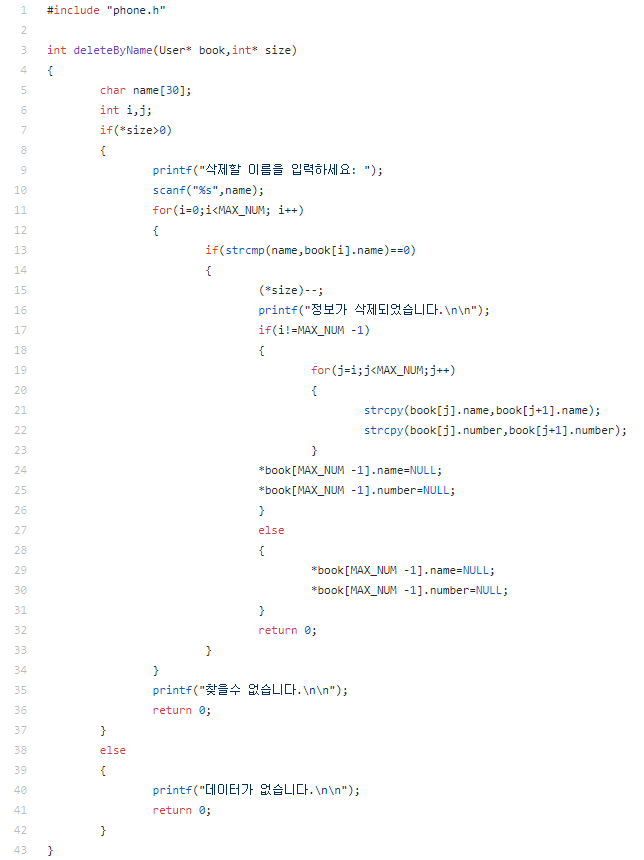 1 #include "phone.h"
2
3 int deleteByName(User* book,int* size)
4 {
5 char name[30];
6 int i,j;
7 if(*size>0)
8 {
9 printf("삭제할 이름을 입력하세요: ");
10 scanf("%s",name);
11 for(i=0;i<MAX_NUM; i++)
12 {
13 if(strcmp(name,book[i].name)==0)
14 {
15 (*size)--;
16 printf("정보가 삭제되었습니다.\n\n");
17 if(i!=MAX_NUM -1)
18 {
19 for(j=i;j<MAX_NUM;j++)
20 {
21 strcpy(book[j].name,book[j+1].name);
22 strcpy(book[j].number,book[j+1].number);
23 }
24 *book[MAX_NUM -1].name=NULL;
25 *book[MAX_NUM -1].number=NULL;
26 }
27 else
28 {
29 *book[MAX_NUM -1].name=NULL;
30 *book[MAX_NUM -1].number=NULL;
31 }
32 return 0;
33 }
34 }
35 printf("찾을수 없습니다.\n\n");
36 return 0;
37 }
38 else
39 {
40 printf("데이터가 없습니다.\n\n");
41 return 0;
42 }
43 }